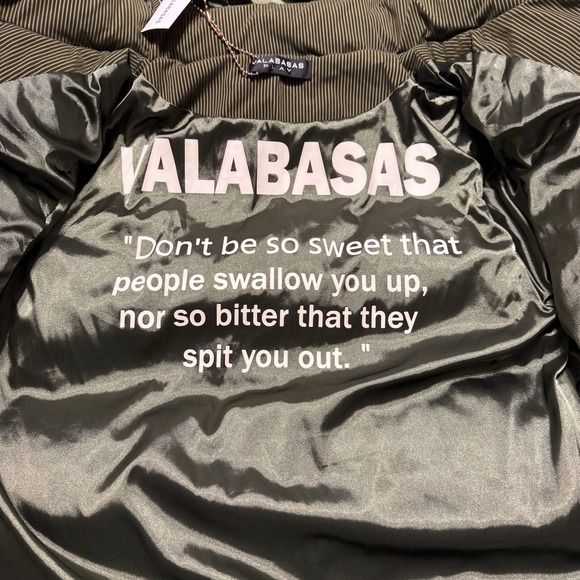 VALABASAS
PLAY
VALABASAS
"Don't be so sweet that
people swallow you up,
nor so bitter that they
spit you out. "